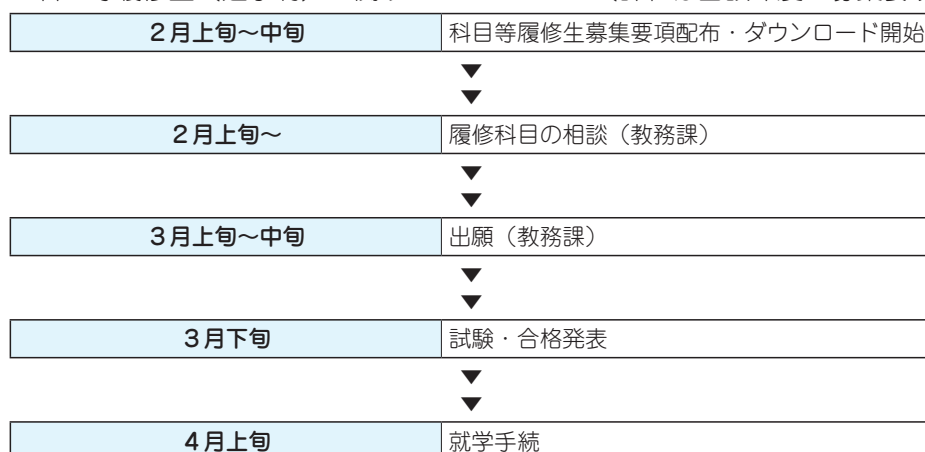 2月上旬～中旬 科目等履修生募集要項配布・ダウンロード開始
▼
▼
2月上旬～ 履修科目の相談（教務課）
▼
▼
3月上旬～中旬 出願（教務課）
▼
▼
3月下旬 試験・合格発表
▼
▼
4月上旬 就学手続